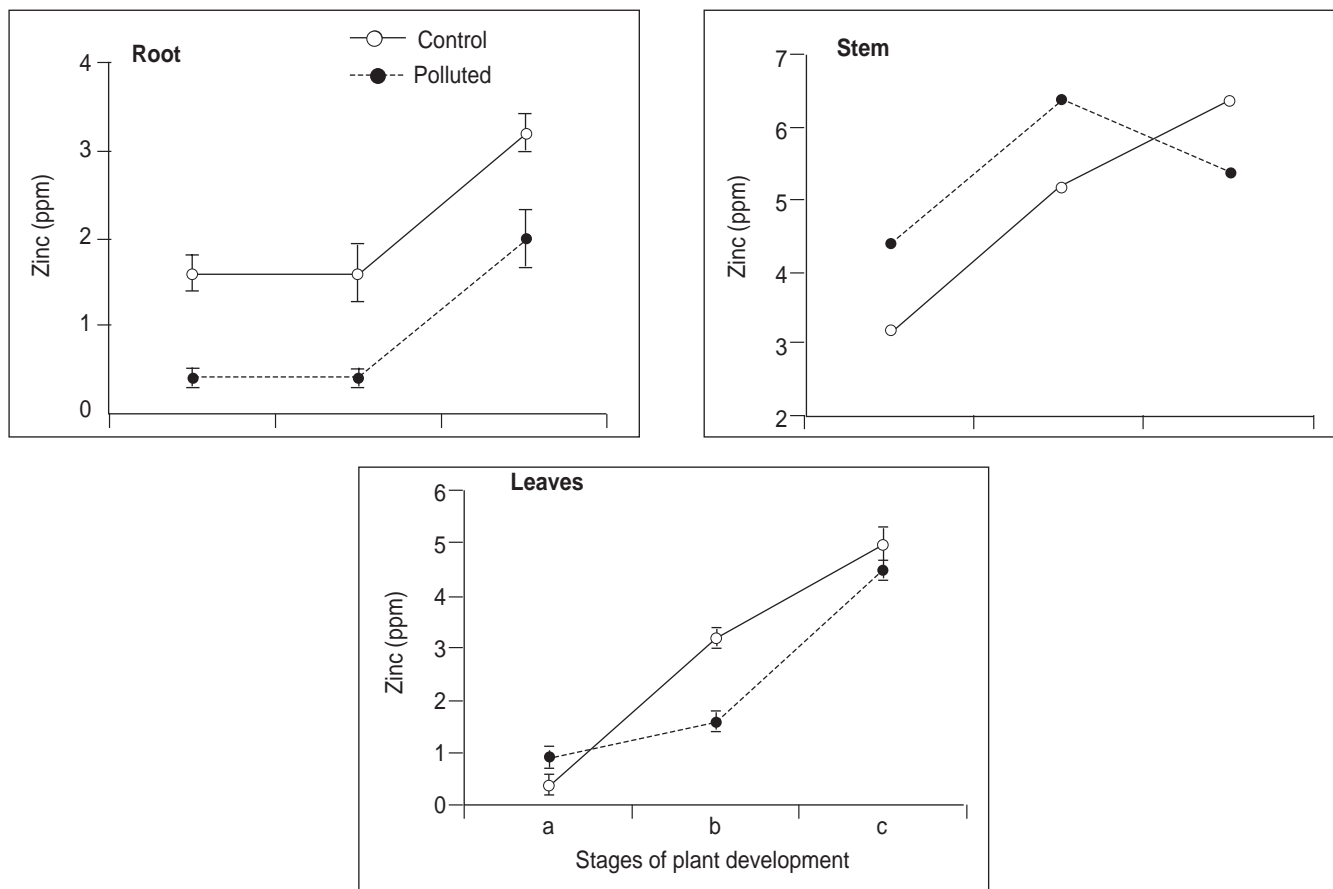 Root
Control
Polluted
4
3
2
1
0
Zinc (ppm)
Stem
7
6
5
4
3
2
Zinc (ppm)
Leaves
6
5
4
3
2
1
0
Zinc (ppm)
a b c
Stages of plant development